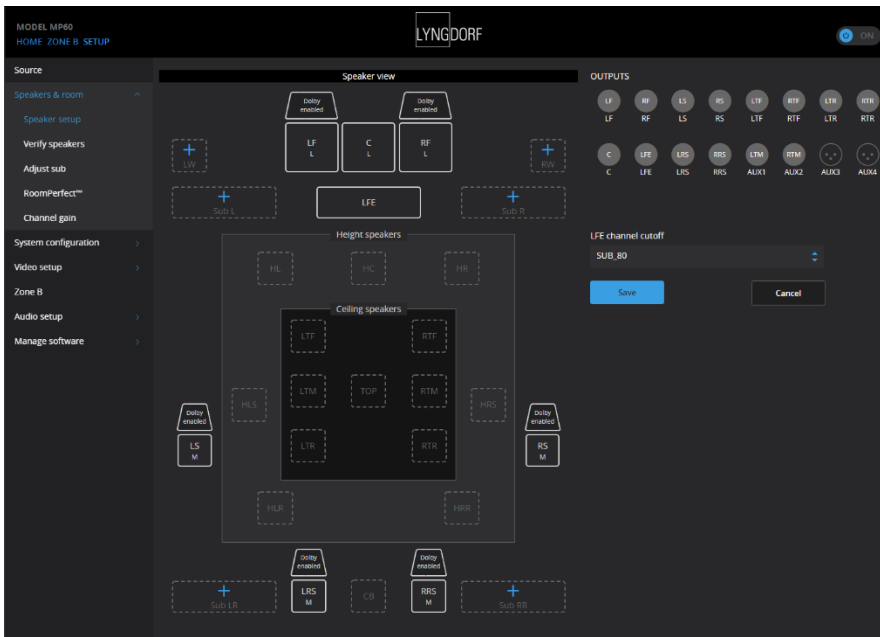 MODEL MP60
HOME ZONE B SETUP
LYNGDORF
ON
Source
Speakers & room
Speaker setup
Verify speakers
Adjust sub
RoomPerfect™
Channel gain
System configuration
Video setup
Zone B
Audio setup
Manage software
Speaker view
Dolby enabled
Dolby enabled
LF
L
C
L
RF
L
LW
RW
Sub L
LFE
Sub R
Height speakers
HL
HC
HR
Ceiling speakers
LTF
RTF
LTM
TOP
RTM
HLS
HRS
Dolby enabled
Dolby enabled
LS
M
RS
M
LTR
RTR
HLR
HRR
Dolby enabled
Dolby enabled
LRS
M
CB
RRS
M
Sub LR
Sub RR
OUTPUTS
LF RF LS RS LTF RTF LTR RTR
LF RF LS RS LTF RTF LTR RTR
C LFE LRS RRS LTM RTM
C LFE LRS RRS AUX1 AUX2 AUX3 AUX4
LFE channel cutoff
SUB_80
Save
Cancel